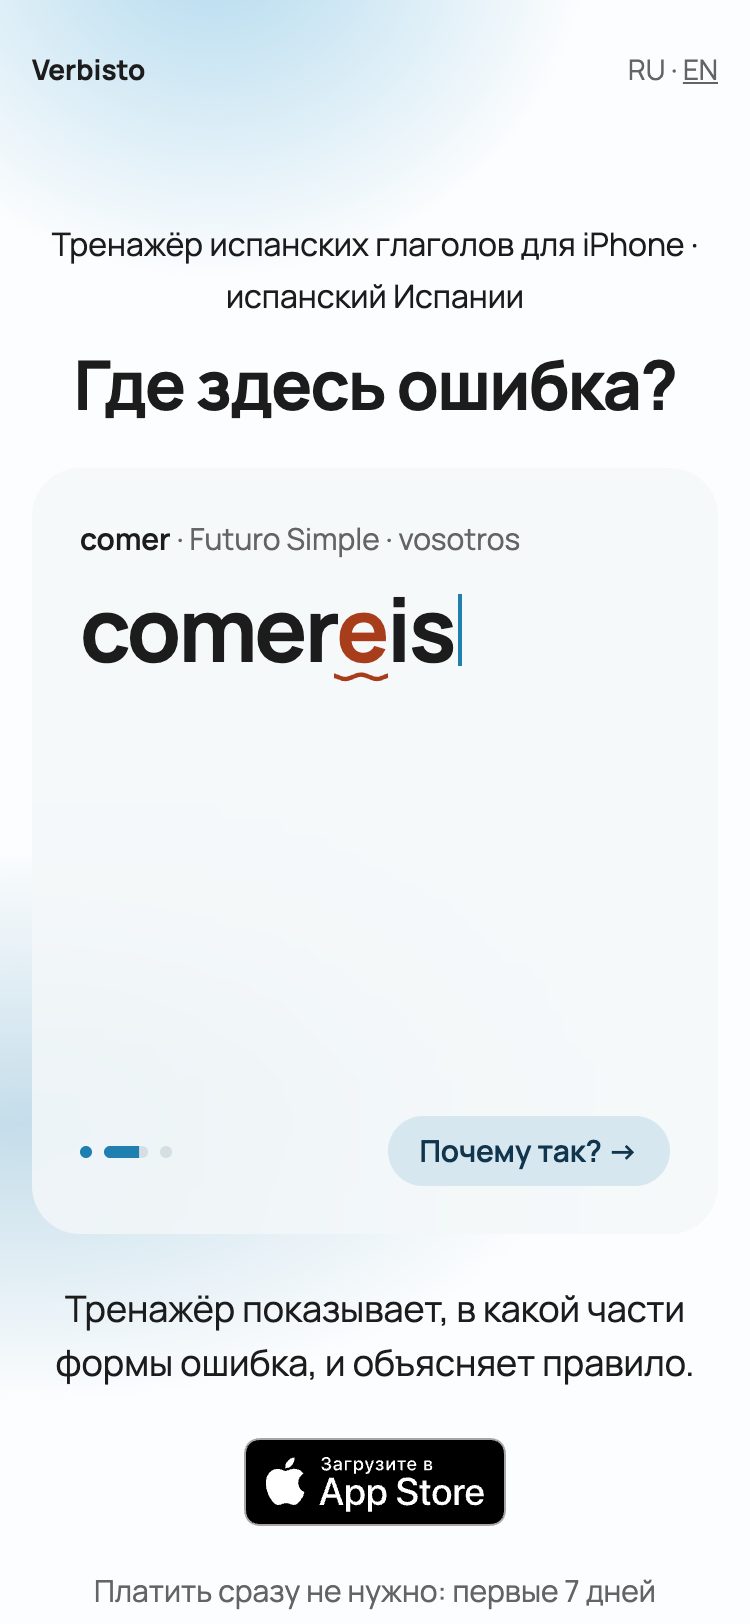 Verbisto
RU · EN
Тренажёр испанских глаголов для iPhone ·
испанский Испании
Где здесь ошибка?
comer · Futuro Simple · vosotros
comereis
Почему так? →
Тренажёр показывает, в какой части
формы ошибка, и объясняет правило.
Загрузите в
App Store
Платить сразу не нужно: первые 7 дней